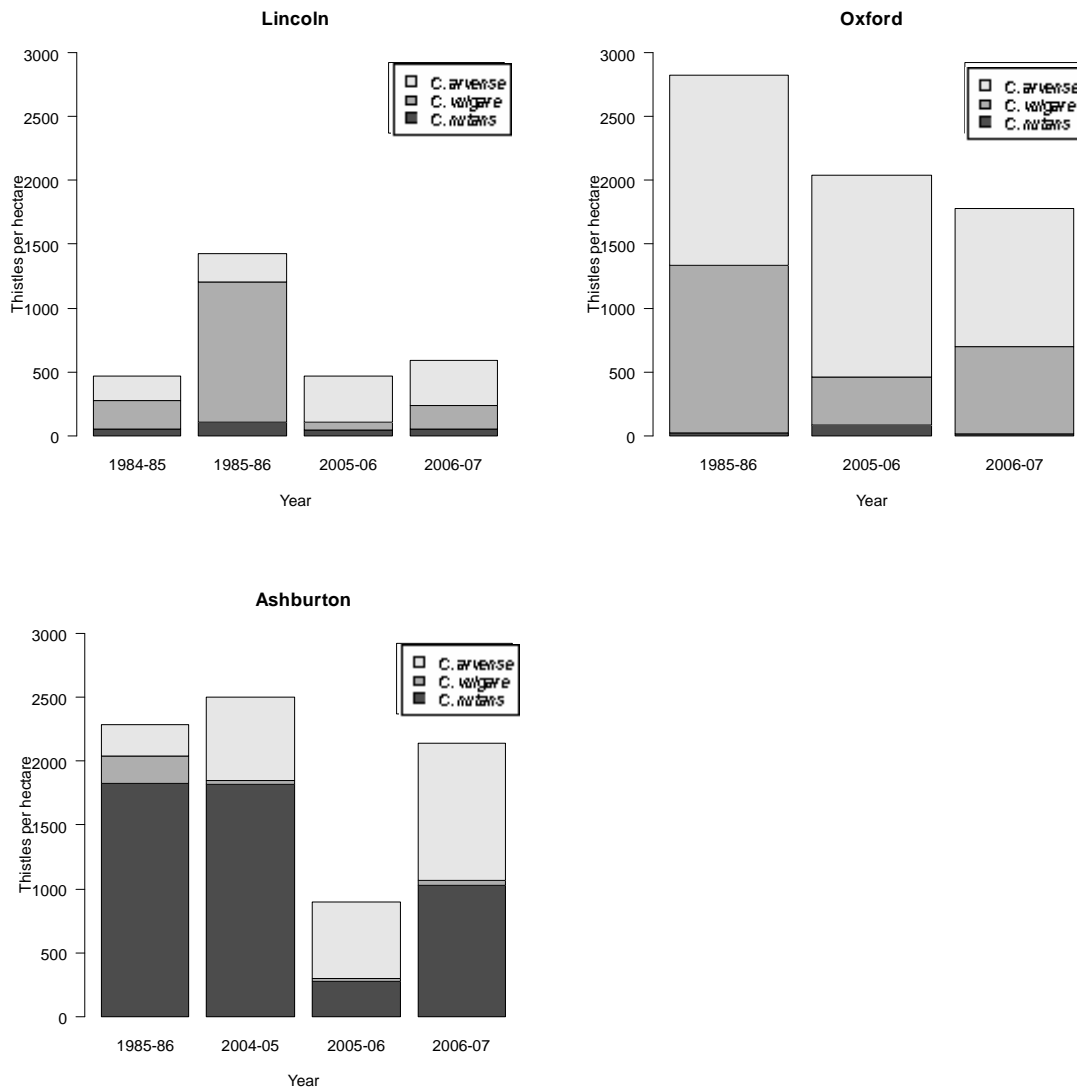 Lincoln
3000
2500
2000
1500
1000
500
0
Thistles per hectare
C. arvense
C. vulgare
C. nutans
1984-85 1985-86 2005-06 2006-07
Year
Oxford
3000
2500
2000
1500
1000
500
0
Thistles per hectare
C. arvense
C. vulgare
C. nutans
1985-86 2005-06 2006-07
Year
Ashburton
3000
2500
2000
1500
1000
500
0
Thistles per hectare
C. arvense
C. vulgare
C. nutans
1985-86 2004-05 2005-06 2006-07
Year